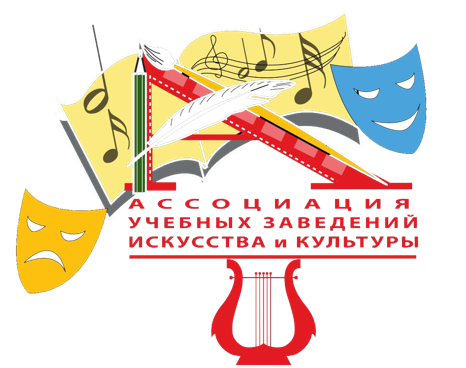 АССОЦИАЦИЯ
УЧЕБНЫХ ЗАВЕДЕНИЙ
ИСКУССТВА и КУЛЬТУРЫ